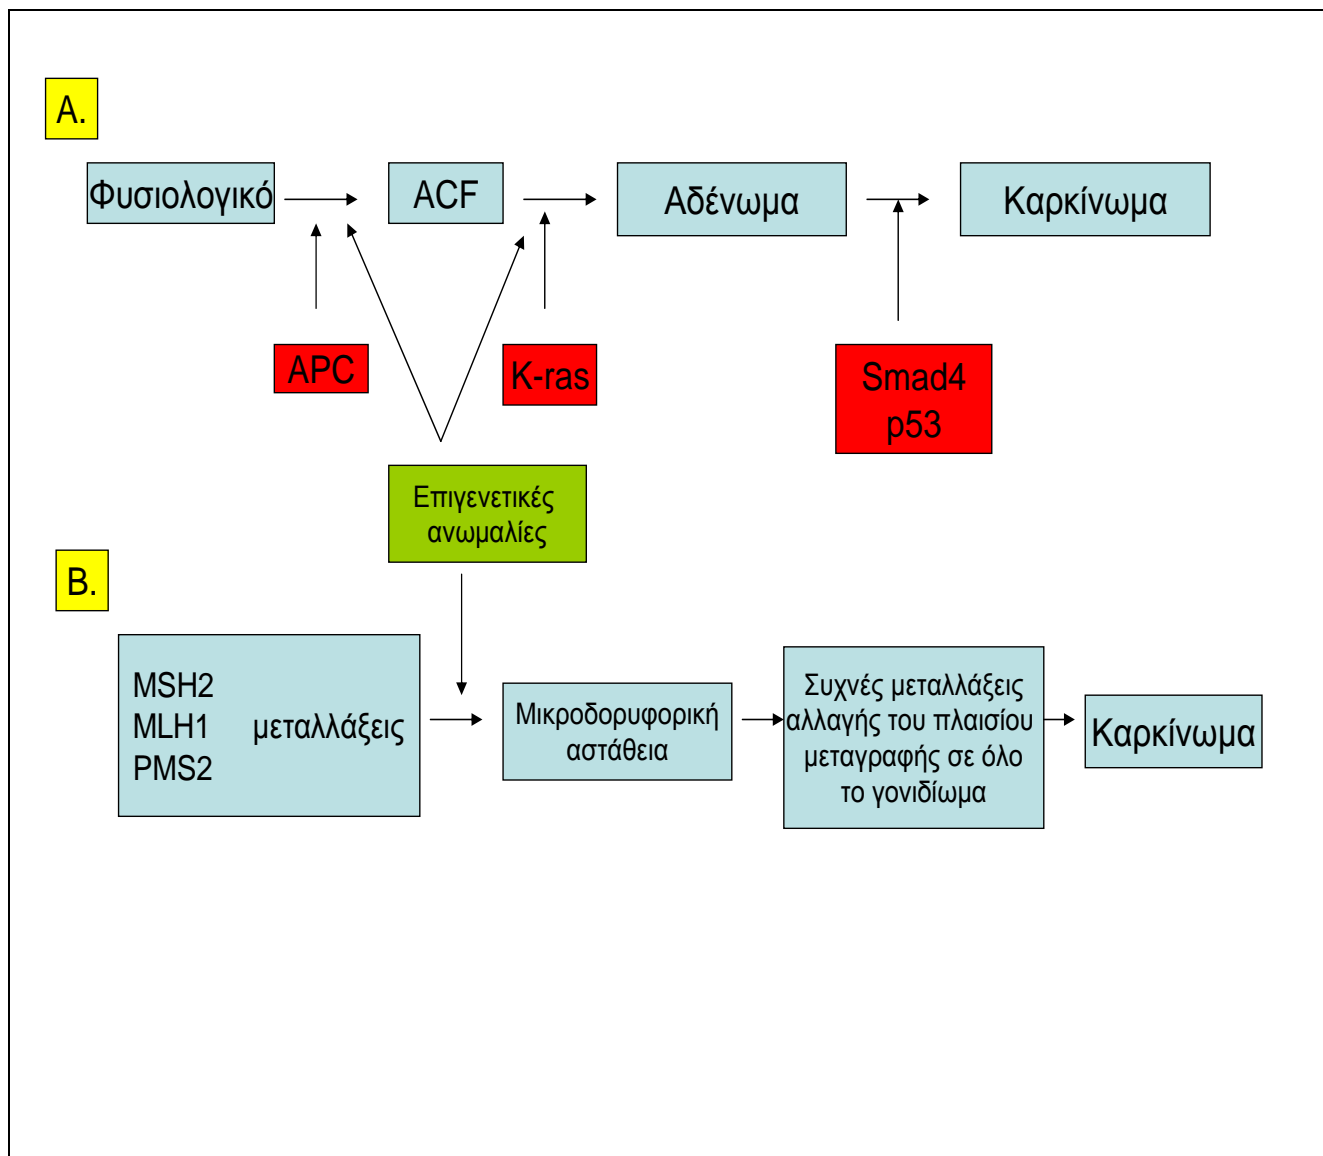 A.
Φυσιολογικό
ACF
Αδένωμα
Καρκίνωμα
APC
K-ras
Smad4
p53
Επιγενετικές
ανωμαλίες
B.
MSH2
MLH1 μεταλλάξεις
PMS2
Μικροδορυφορική
αστάθεια
Συχνές μεταλλάξεις
αλλαγής του πλαισίου
μεταγραφής σε όλο
το γονιδίωμα
Καρκίνωμα